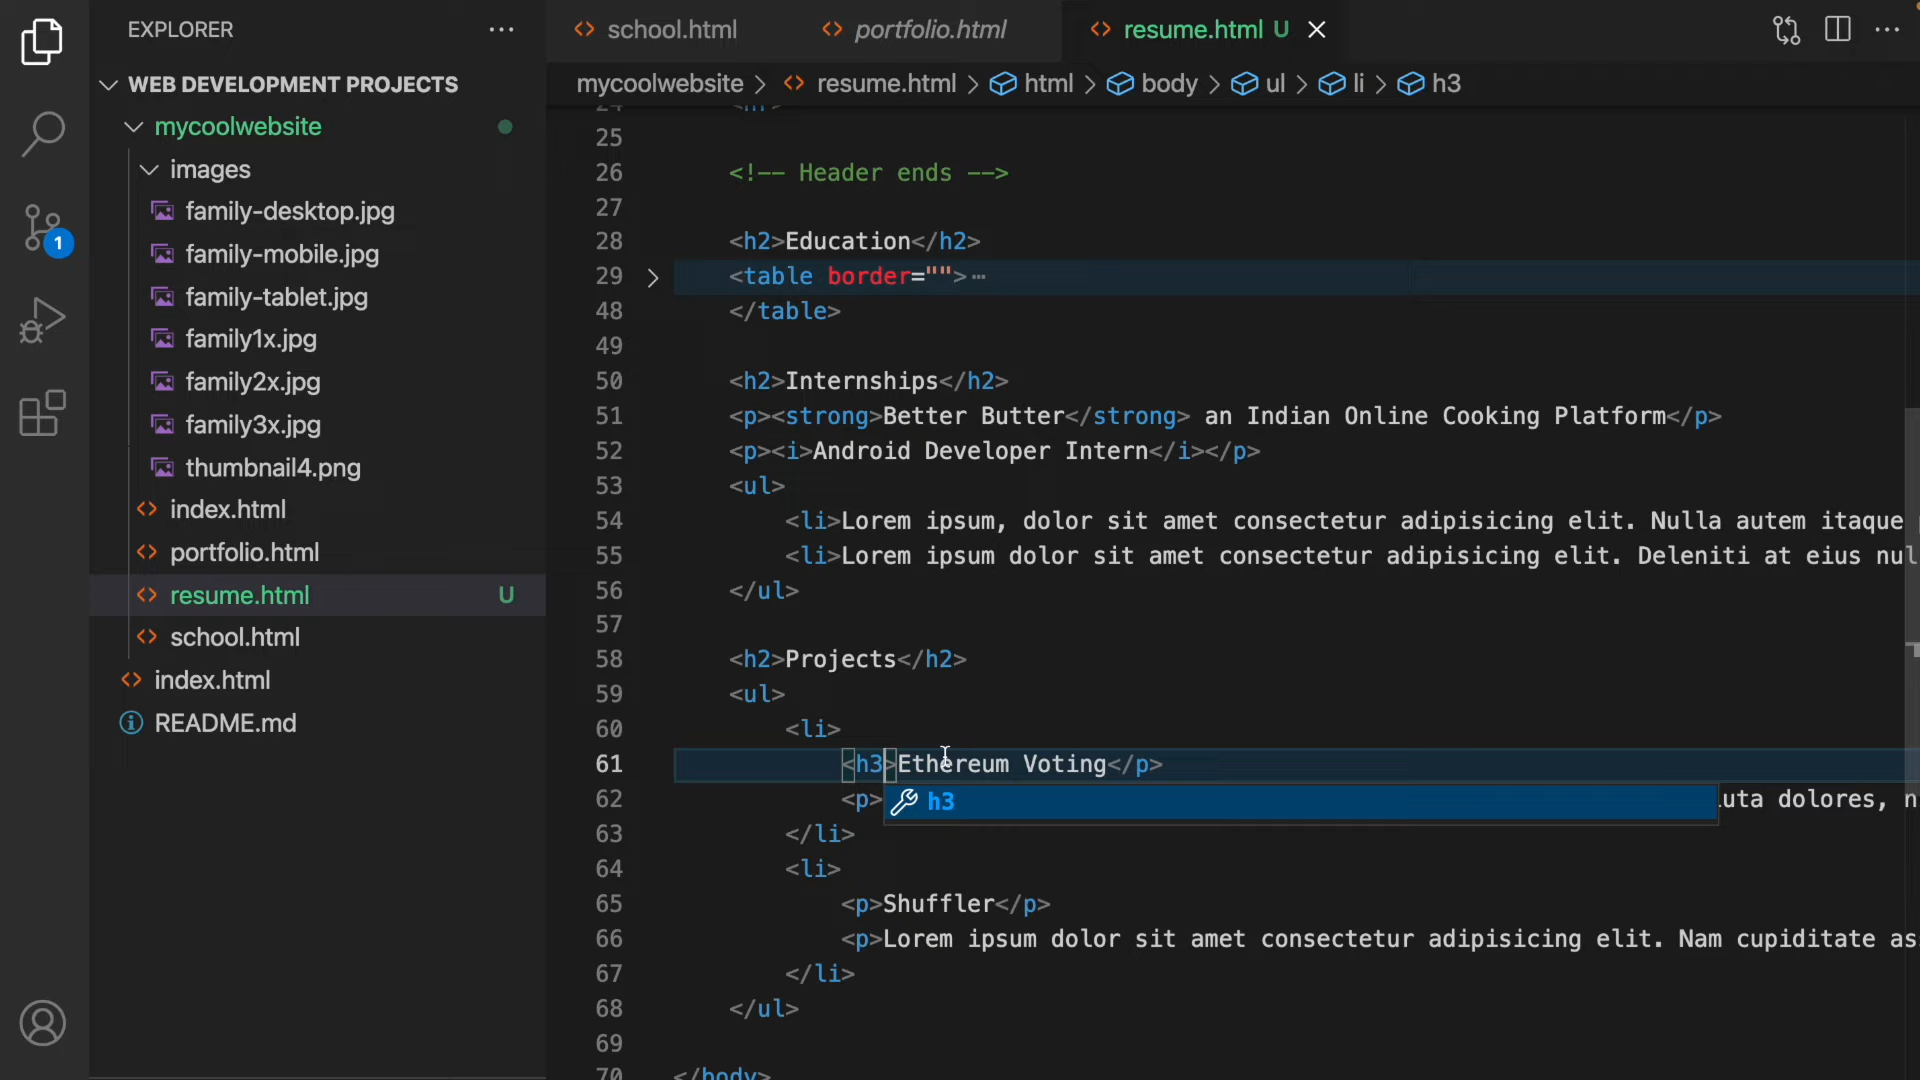 EXPLORER
WEB DEVELOPMENT PROJECTS
mycoolwebsite
images
family-desktop.jpg
family-mobile.jpg
family-tablet.jpg
family1x.jpg
family2x.jpg
family3x.jpg
thumbnail4.png
index.html
portfolio.html
resume.html U
school.html
index.html
README.md
1
school.html portfolio.html resume.html U
mycoolwebsite > resume.html > html > body > ul > li > h3
25
26 <!-- Header ends -->
27
28 <h2>Education</h2>
29 <table border="">…
48 </table>
49
50 <h2>Internships</h2>
51 <p><strong>Better Butter</strong> an Indian Online Cooking Platform</p>
52 <p><i>Android Developer Intern</i></p>
53 <ul>
54 <li>Lorem ipsum, dolor sit amet consectetur adipisicing elit. Nulla autem itaque
55 <li>Lorem ipsum dolor sit amet consectetur adipisicing elit. Deleniti at eius nul
56 </ul>
57
58 <h2>Projects</h2>
59 <ul>
60 <li>
61 <h3>Ethereum Voting</p>
h3
62 <p> uta dolores, n
63 </li>
64 <li>
65 <p>Shuffler</p>
66 <p>Lorem ipsum dolor sit amet consectetur adipisicing elit. Nam cupiditate as
67 </li>
68 </ul>
69
70 </body>